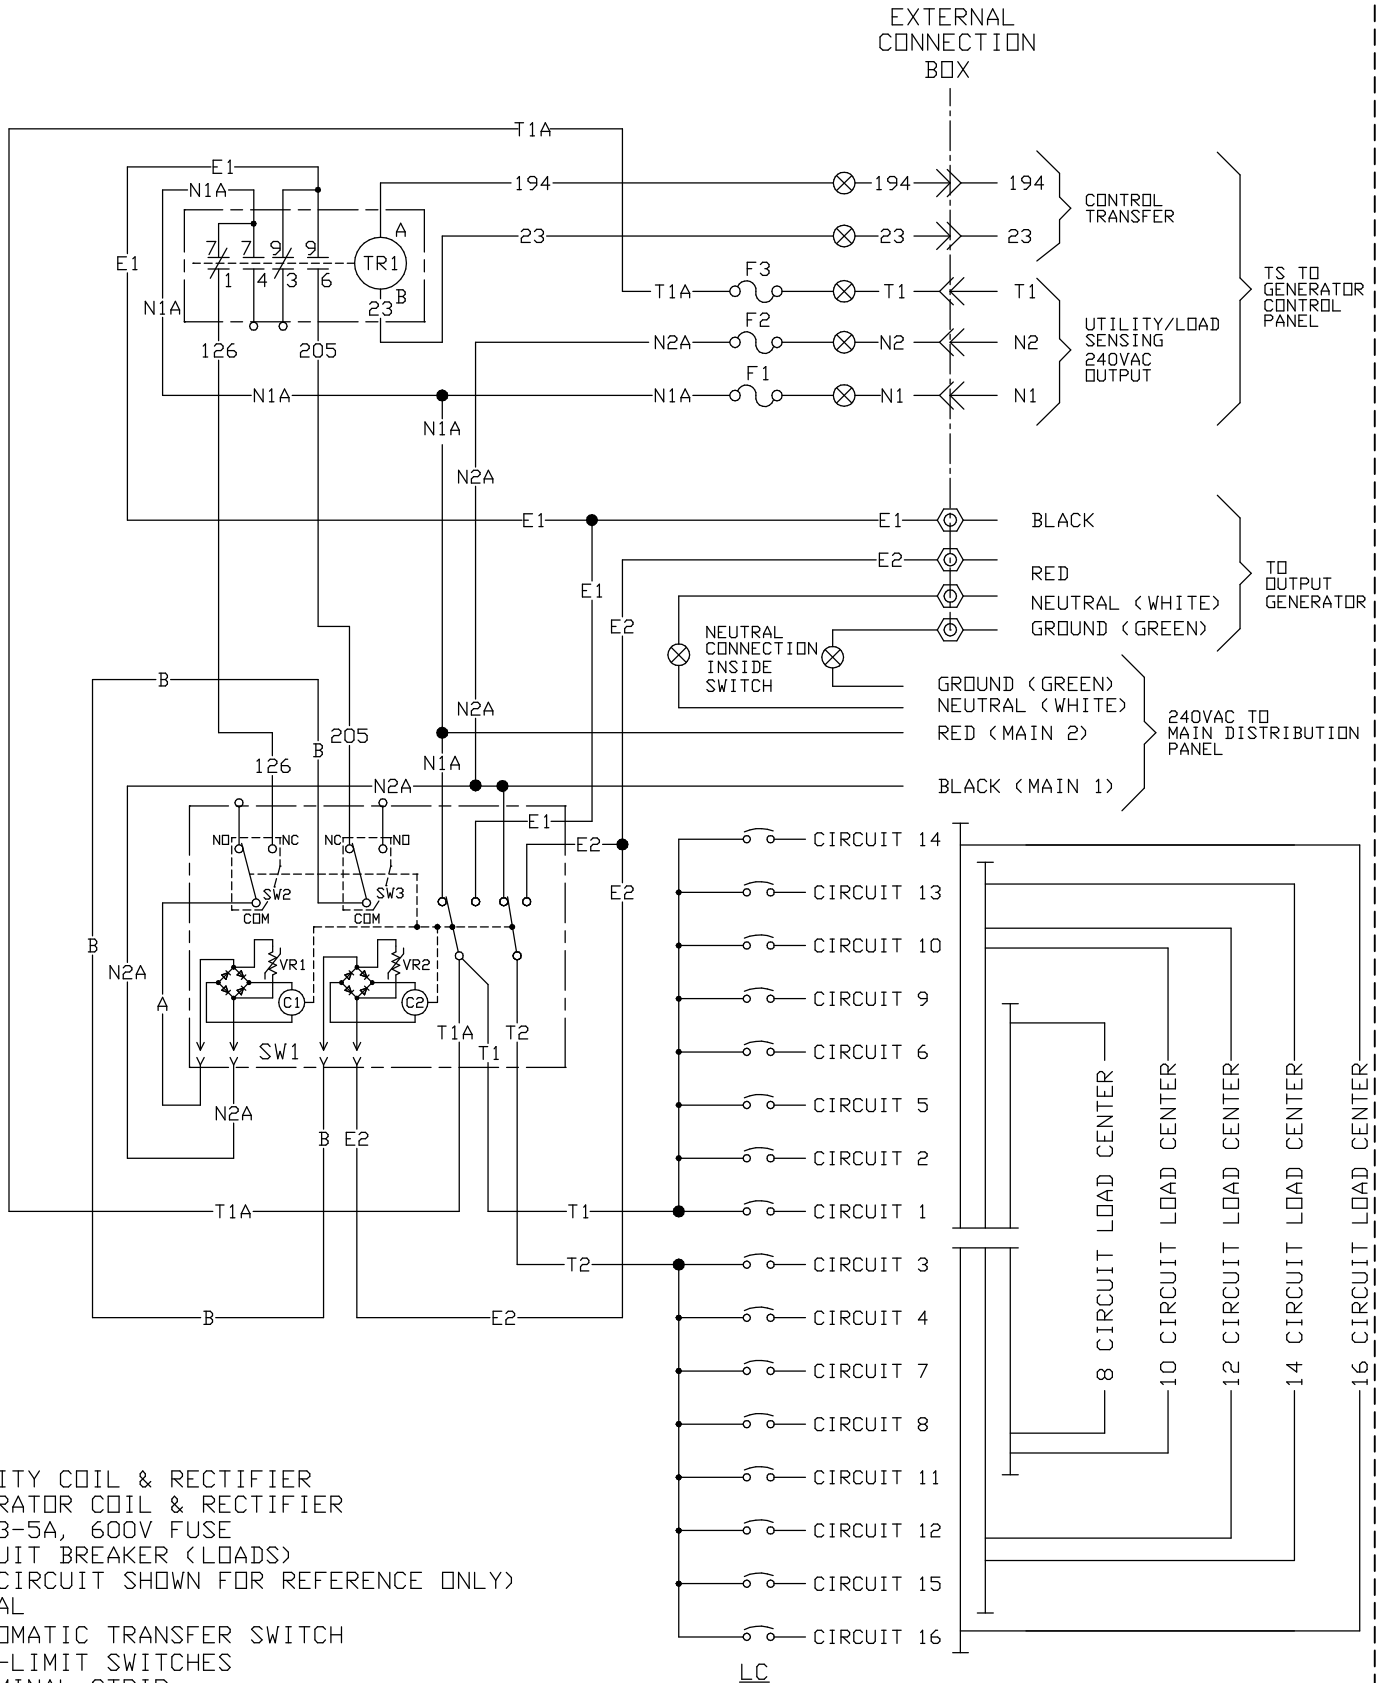 EXTERNAL
CONNECTION
BOX
T1A
E1
N1A
194
194
194
CONTROL
TRANSFER
A
23
23
23
7
7
9
9
TR1
E1
1
4
3
6
B
23
F3
T1A
T1
T1
TS TO
GENERATOR
CONTROL
PANEL
N1A
F2
N2A
N2
N2
UTILITY/LOAD
SENSING
240VAC
OUTPUT
126
205
F1
N1A
N1A
N1
N1
N1A
N2A
E1
E1
BLACK
E2
RED
E1
NEUTRAL (WHITE)
E2
GROUND (GREEN)
TO
OUTPUT
GENERATOR
NEUTRAL
CONNECTION
INSIDE
SWITCH
B
GROUND (GREEN)
NEUTRAL (WHITE)
N2A
RED (MAIN 2)
240VAC TO
MAIN DISTRIBUTION
PANEL
205
B
126
N1A
N2A
BLACK (MAIN 1)
E1
NO
NC
NC
NO
E2
CIRCUIT 14
SW2
SW3
COM
COM
E2
CIRCUIT 13
B
N2A
VR1
VR2
CIRCUIT 10
A
C1
C2
CIRCUIT 9
T1A
T2
T1
SW1
CIRCUIT 6
N2A
CIRCUIT 5
B
E2
CIRCUIT 2
T1A
T1
CIRCUIT 1
T2
CIRCUIT 3
B
E2
CIRCUIT 4
CIRCUIT 7
CIRCUIT 8
CIRCUIT 11
CIRCUIT 12
CIRCUIT 15
CIRCUIT 16
LC
8 CIRCUIT LOAD CENTER
10 CIRCUIT LOAD CENTER
12 CIRCUIT LOAD CENTER
14 CIRCUIT LOAD CENTER
16 CIRCUIT LOAD CENTER
ITY COIL & RECTIFIER
RATOR COIL & RECTIFIER
3-5A, 600V FUSE
UIT BREAKER (LOADS)
CIRCUIT SHOWN FOR REFERENCE ONLY)
AL
OMATIC TRANSFER SWITCH
-LIMIT SWITCHES